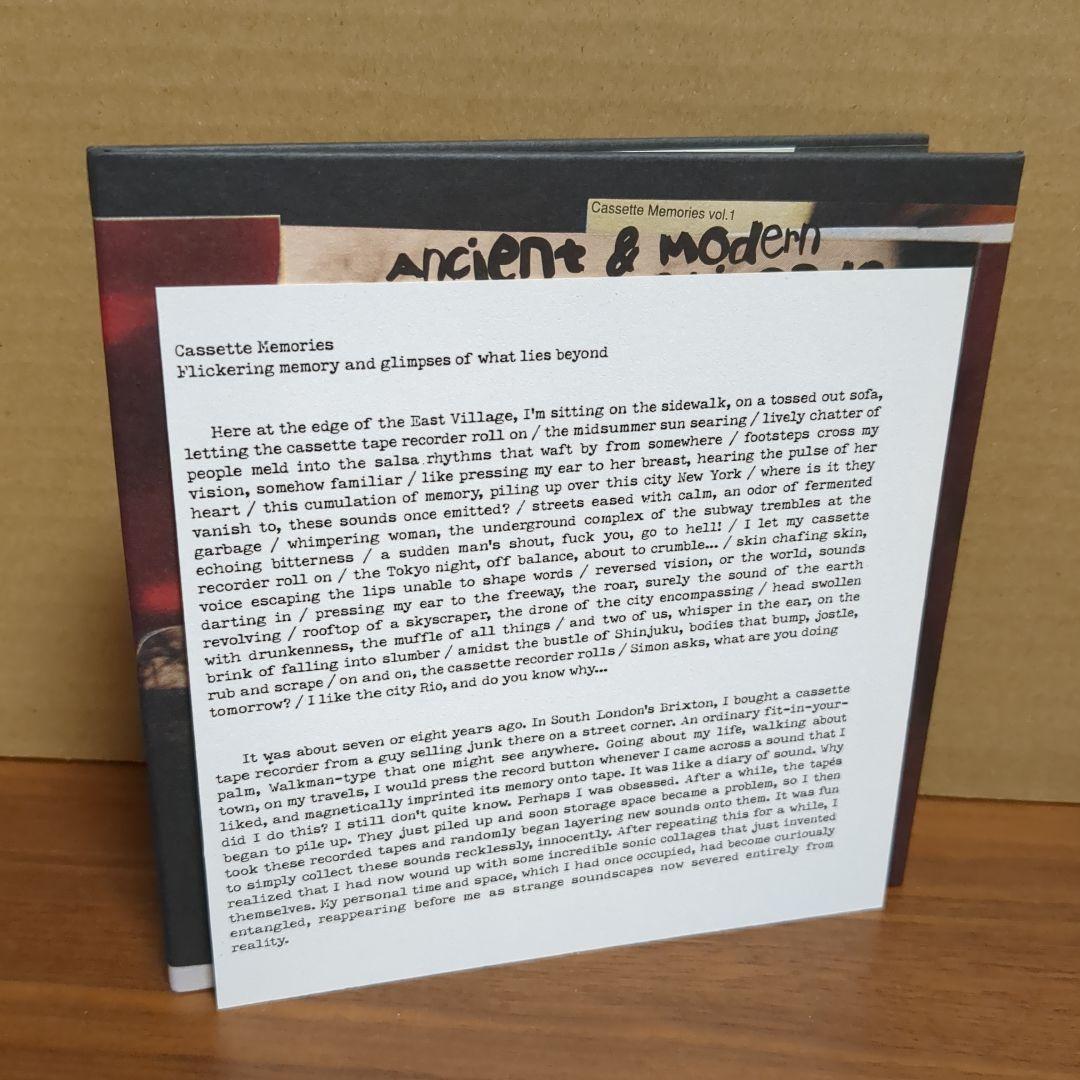 Cassette Memories vol.1
Ancient & Modern
Cassette Memories
Flickering memory and glimpses of what lies beyond
Here at the edge of the East Village, I'm sitting on the sidewalk, on a tossed out sofa,
letting the cassette tape recorder roll on / the midsummer sun searing / lively chatter of
people meld into the salsa rhythms that waft by from somewhere / footsteps cross my
vision, somehow familiar / like pressing my ear to her breast, hearing the pulse of her
heart / this cumulation of memory, piling up over this city New York / where is it they
vanish to, these sounds once emitted? / streets eased with calm, an odor of fermented
garbage / whimpering woman, the underground complex of the subway trembles at the
echoing bitterness / a sudden man's shout, fuck you, go to hell! / I let my cassette
recorder roll on / the Tokyo night, off balance, about to crumble... / skin chafing skin,
voice escaping the lips unable to shape words / reversed vision, or the world, sounds
darting in / pressing my ear to the freeway, the roar, surely the sound of the earth
revolving / rooftop of a skyscraper, the drone of the city encompassing / head swollen
with drunkenness, the muffle of all things / and two of us, whisper in the ear, on the
brink of falling into slumber / amidst the bustle of Shinjuku, bodies that bump, jostle,
rub and scrape / on and on, the cassette recorder rolls / Simon asks, what are you doing
tomorrow? / I like the city Rio, and do you know why...
It was about seven or eight years ago. In South London's Brixton, I bought a cassette
tape recorder from a guy selling junk there on a street corner. An ordinary fit-in-your-
palm, Walkman-type that one might see anywhere. Going about my life, walking about
town, on my travels, I would press the record button whenever I came across a sound that I
liked, and magnetically imprinted its memory onto tape. It was like a diary of sound. Why
did I do this? I still don't quite know. Perhaps I was obsessed. After a while, the tapes
began to pile up. They just piled up and soon storage space became a problem, so I then
took these recorded tapes and randomly began layering new sounds onto them. It was fun
to simply collect these sounds recklessly, innocently. After repeating this for a while, I
realized that I had now wound up with some incredible sonic collages that just invented
themselves. My personal time and space, which I had once occupied, had become curiously
entangled, reappearing before me as strange soundscapes now severed entirely from
reality.